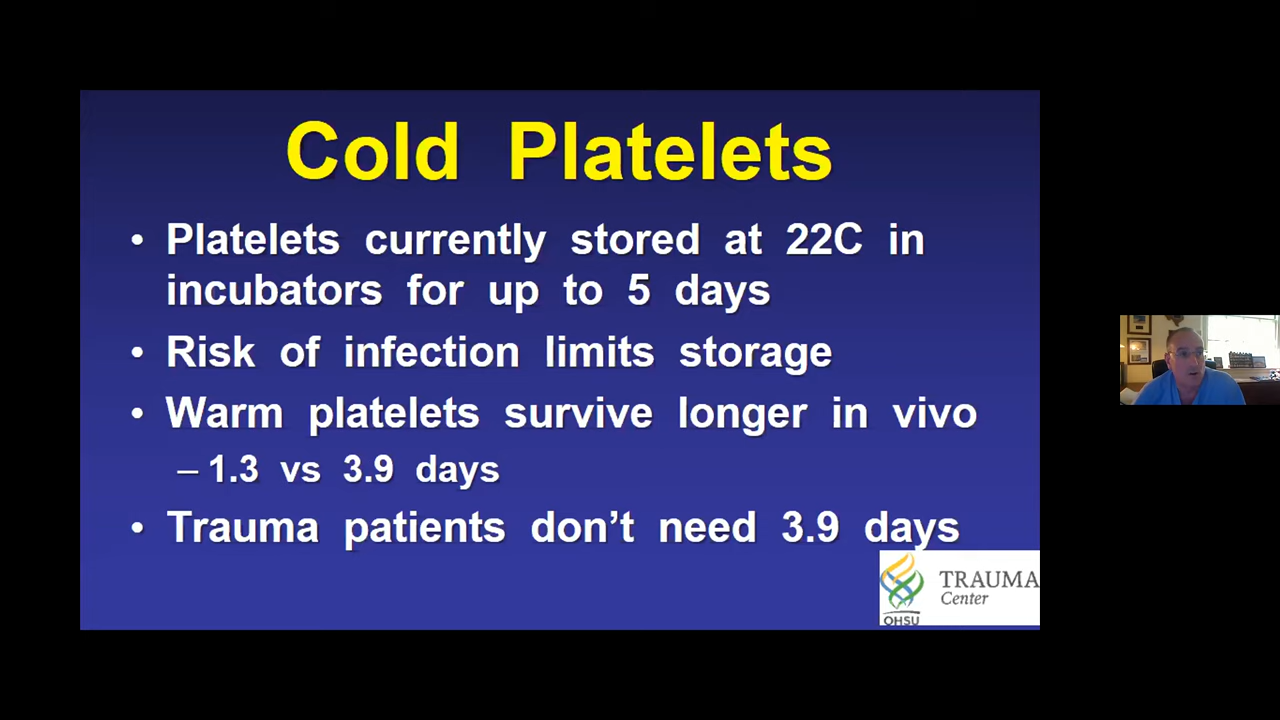 Cold Platelets
• Platelets currently stored at 22C in
incubators for up to 5 days
• Risk of infection limits storage
• Warm platelets survive longer in vivo
– 1.3 vs 3.9 days
• Trauma patients don’t need 3.9 days
TRAUMA
Center
OHSU